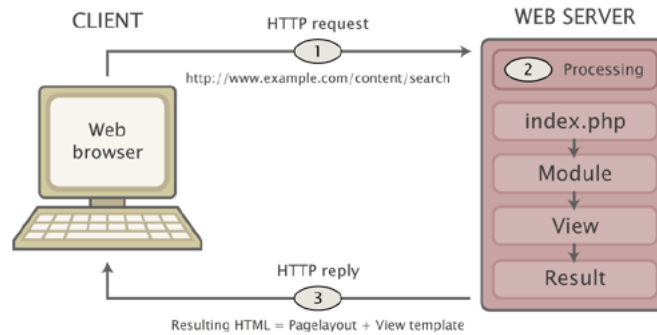 CLIENT
HTTP request
WEB SERVER
1
http://www.example.com/content/search
2 Processing
Web
browser
index.php
Module
View
Result
HTTP reply
3
Resulting HTML = Pagelayout + View template